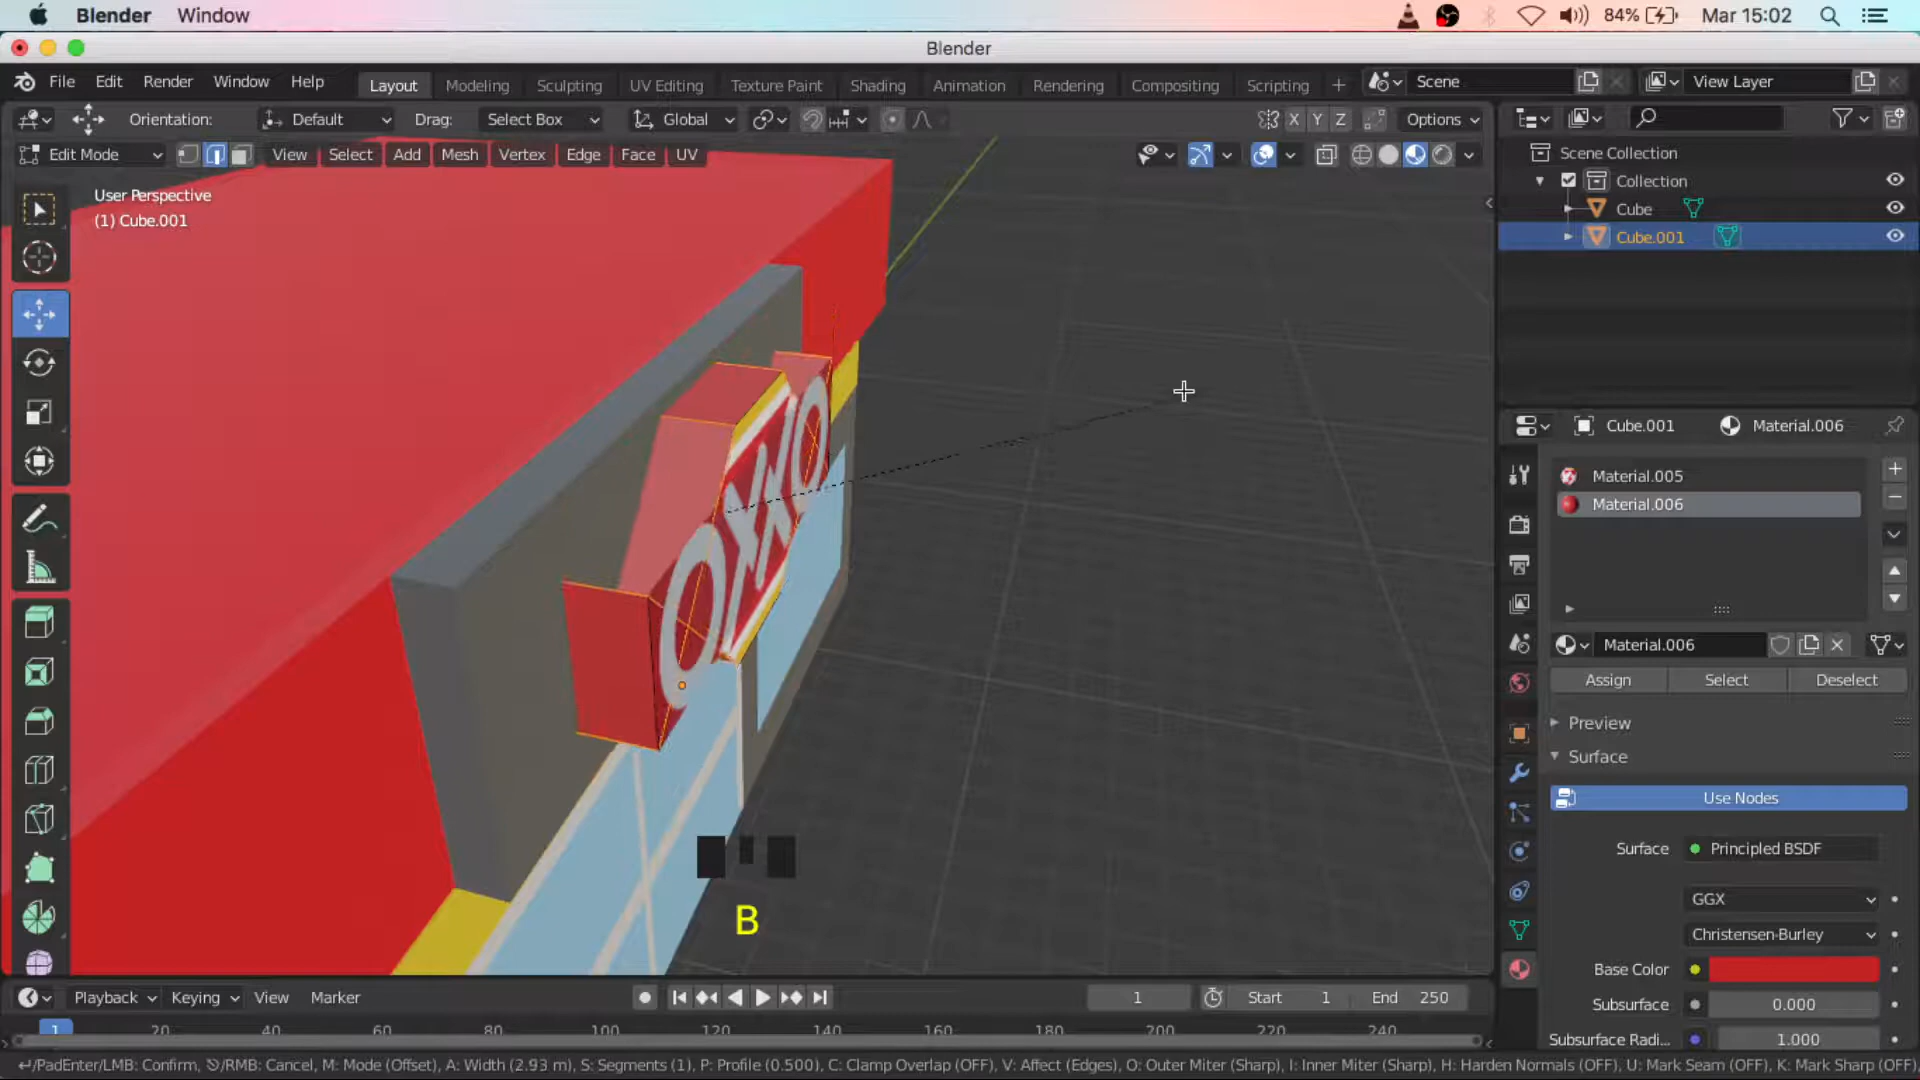 Blender Window 84% Mar 15:02
Blender
File Edit Render Window Help Layout Modeling Sculpting UV Editing Texture Paint Shading Animation Rendering Compositing Scripting + Scene View Layer
Orientation: Default Drag: Select Box Global X Y Z Options
Edit Mode View Select Add Mesh Vertex Edge Face UV
User Perspective
(1) Cube.001
Scene Collection
Collection
Cube
Cube.001
OXXO
Cube.001 Material.006
Material.005
Material.006
Material.006
Assign Select Deselect
Preview
Surface
Use Nodes
Surface Principled BSDF
GGX
Christensen-Burley
Base Color
Subsurface 0.000
Subsurface Radi... 1.000
B
Playback Keying View Marker 1 Start 1 End 250
1 20 40 60 80 100 120 140 160 180 200 220 240
↵/PadEnter/LMB: Confirm, ⎋/RMB: Cancel, M: Mode (Offset), A: Width (2.93 m), S: Segments (1), P: Profile (0.500), C: Clamp Overlap (OFF), V: Affect (Edges), O: Outer Miter (Sharp), I: Inner Miter (Sharp), H: Harden Normals (OFF), U: Mark Seam (OFF), K: Mark Sharp (OFF)